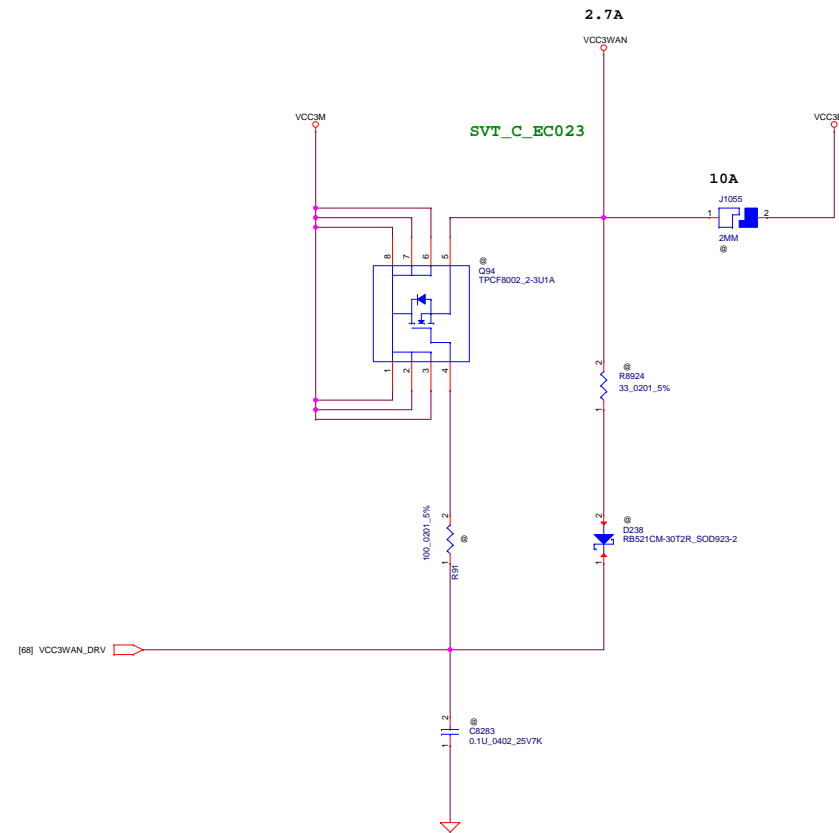 2.7A
VCC3WAN
VCC3M
SVT_C_EC023
10A
J1055
1
2
2MM
@
8
7
6
5
@
Q94
TPCF8002_2-3U1A
1
2
3
4
2
@
R8924
33_0201_5%
1
100_0201_5%
2
@
1
R91
2
@
D238
RB521CM-30T2R_SOD923-2
1
[68] VCC3WAN_DRV
2
@
C8283
0.1U_0402_25V7K
1